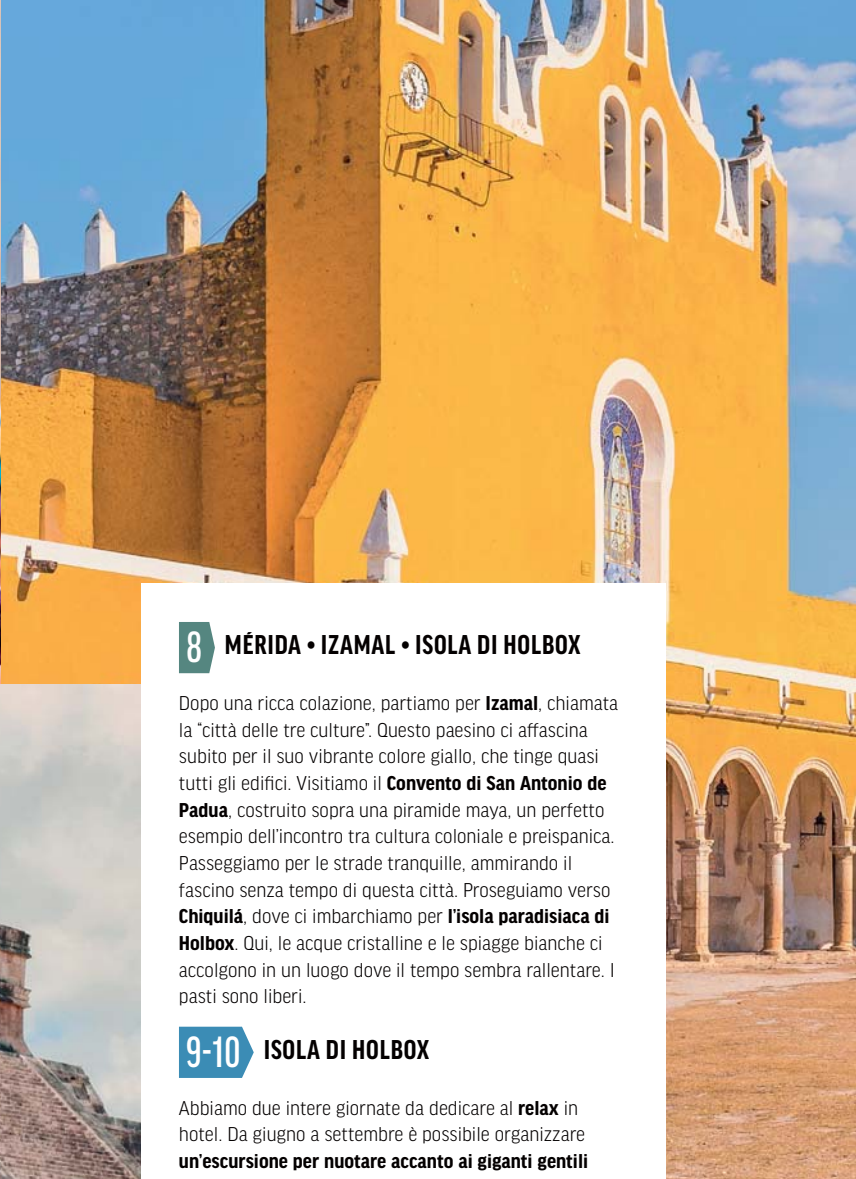 8 MÉRIDA • IZAMAL • ISOLA DI HOLBOX
Dopo una ricca colazione, partiamo per Izamal, chiamata
la "città delle tre culture". Questo paesino ci affascina
subito per il suo vibrante colore giallo, che tinge quasi
tutti gli edifici. Visitiamo il Convento di San Antonio de
Padua, costruito sopra una piramide maya, un perfetto
esempio dell'incontro tra cultura coloniale e preispanica.
Passeggiamo per le strade tranquille, ammirando il
fascino senza tempo di questa città. Proseguiamo verso
Chiquilá, dove ci imbarchiamo per l'isola paradisiaca di
Holbox. Qui, le acque cristalline e le spiagge bianche ci
accolgono in un luogo dove il tempo sembra rallentare. I
pasti sono liberi.
9-10 ISOLA DI HOLBOX
Abbiamo due intere giornate da dedicare al relax in
hotel. Da giugno a settembre è possibile organizzare
un'escursione per nuotare accanto ai giganti gentili